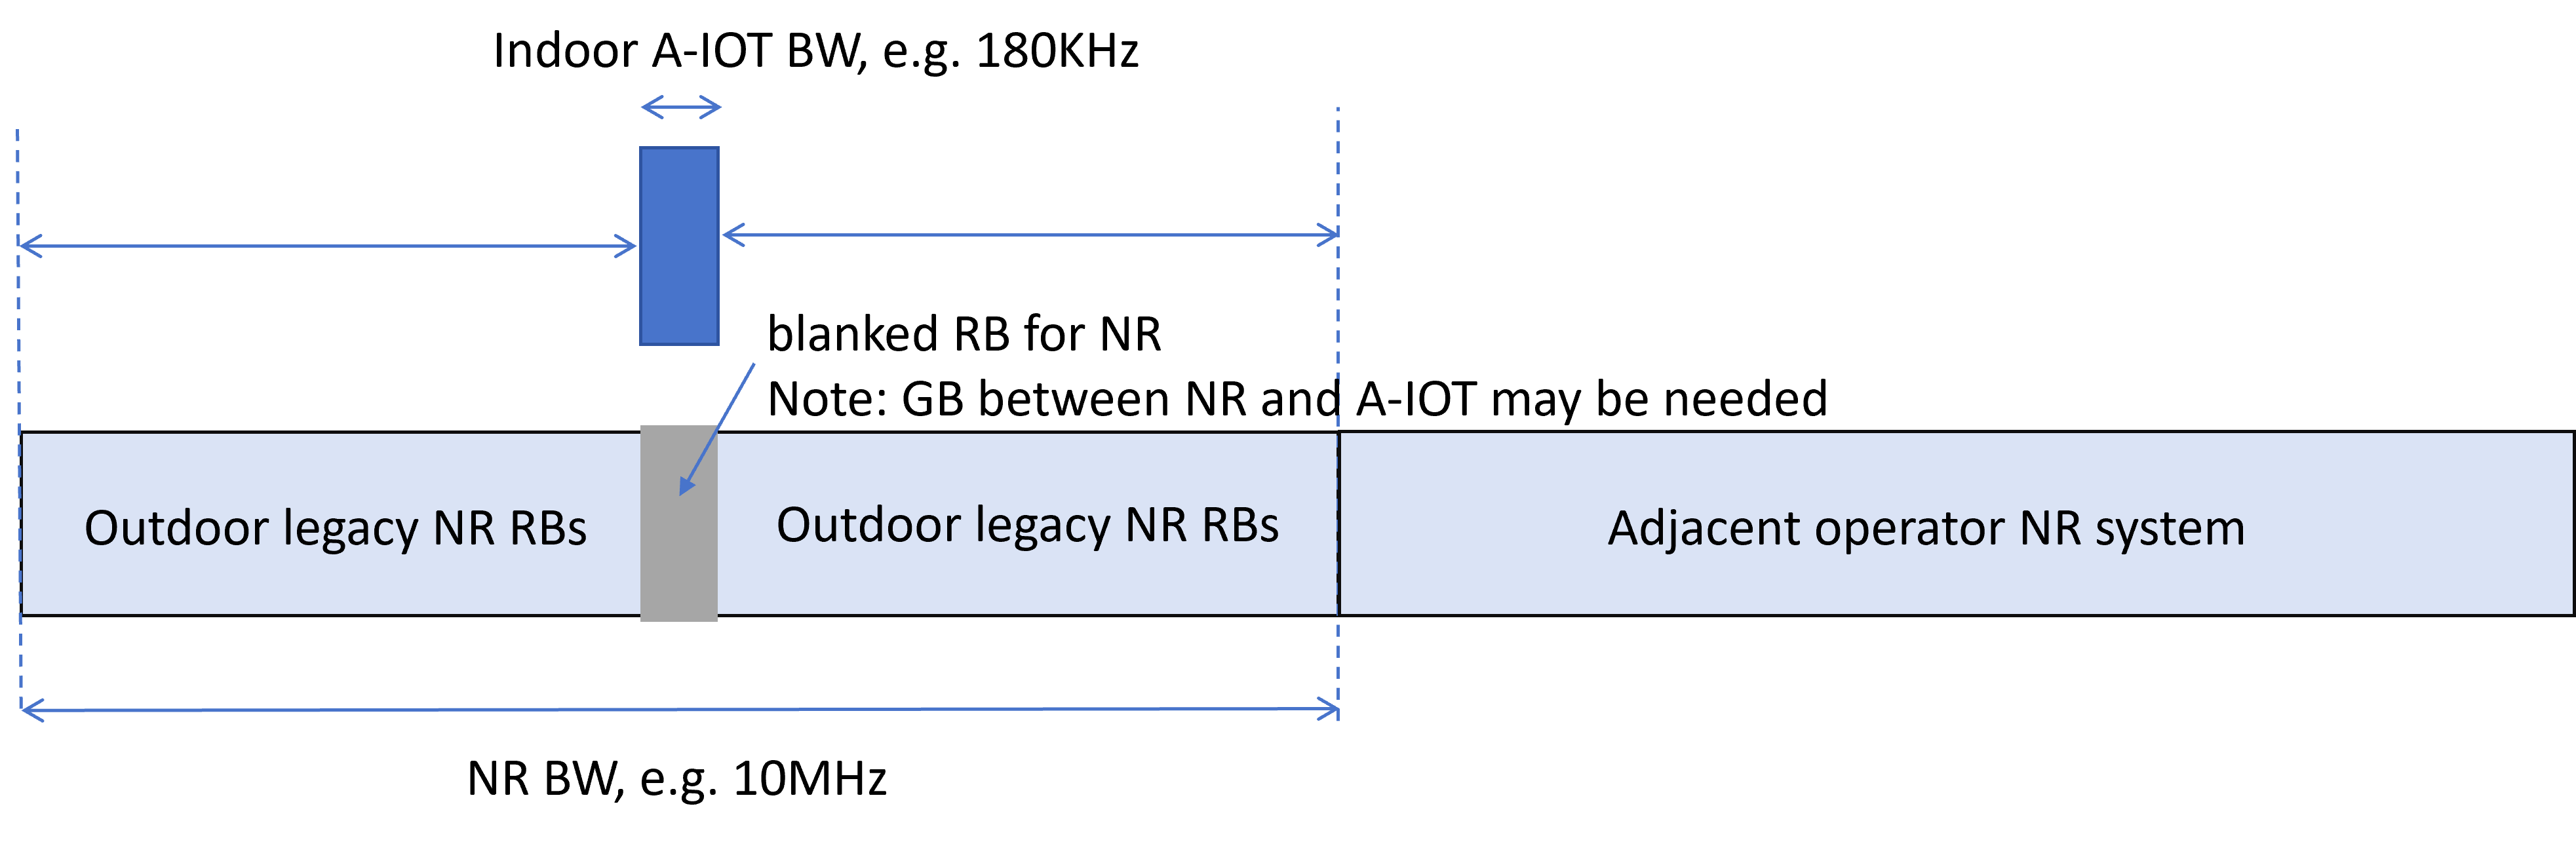 Indoor A-IOT BW, e.g. 180KHz
blanked RB for NR
Note: GB between NR and A-IOT may be needed
Outdoor legacy NR RBs
Outdoor legacy NR RBs
Adjacent operator NR system
NR BW, e.g. 10MHz